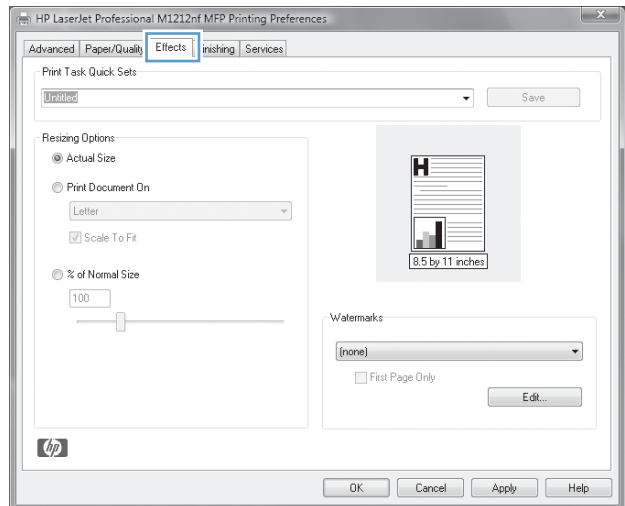 HP LaserJet Professional M1212nf MFP Printing Preferences
Advanced Paper/Quality Effects inishing Services
Print Task Quick Sets
Untitled
Save
Resizing Options
Actual Size
Print Document On
Letter
Scale To Fit
% of Normal Size
100
H
8.5 by 11 inches
Watermarks
(none)
First Page Only
Edit...
hp
OK Cancel Apply Help